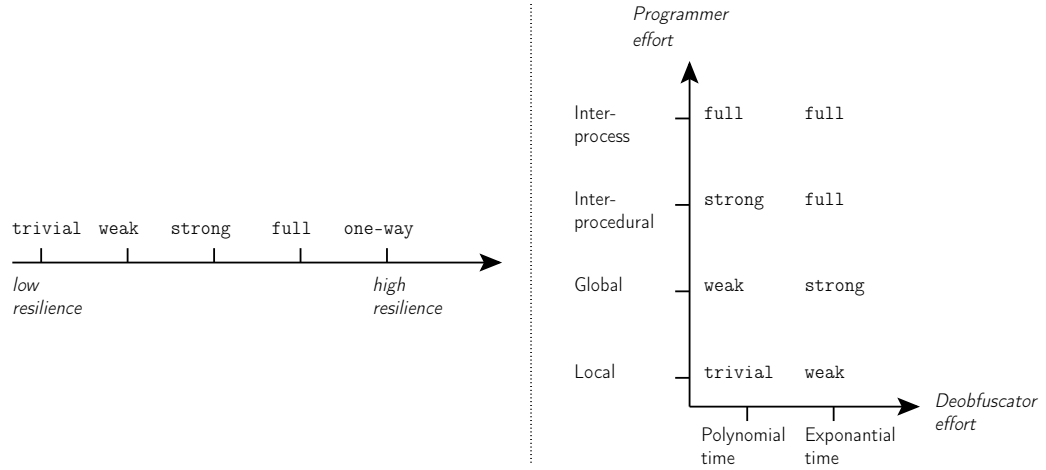 trivial weak strong full one-way
low
resilience
high
resilience
Programmer
effort
Inter-
process
full full
Inter-
procedural
strong full
Global weak strong
Local trivial weak
Deobfuscator
effort
Polynomial
time
Exponantial
time